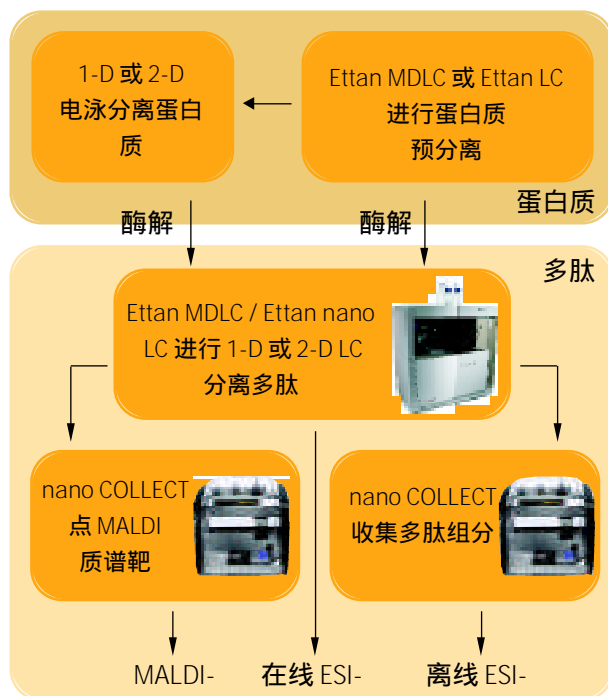 1-D 或 2-D
电泳分离蛋白
质
Ettan MDLC 或 Ettan LC
进行蛋白质
预分离
蛋白质
酶解
酶解
多肽
Ettan MDLC / Ettan nano
LC 进行 1-D 或 2-D LC
分离多肽
nano COLLECT
点 MALDI
质谱靶
nano COLLECT
收集多肽组分
MALDI-
在线 ESI-
离线 ESI-